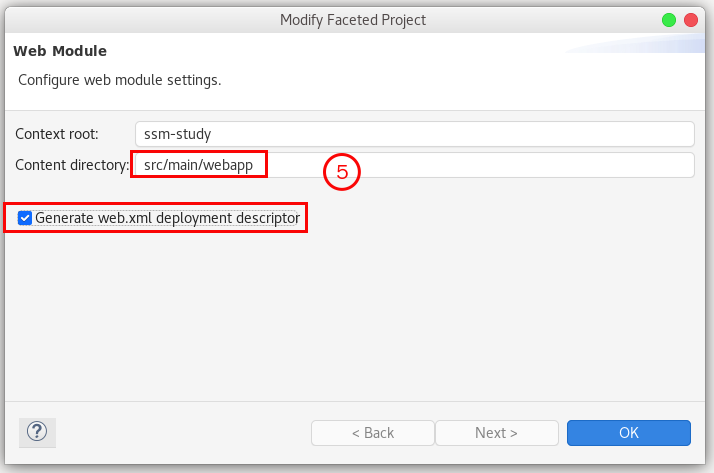 Modify Faceted Project
Web Module
Configure web module settings.
Context root: ssm-study
Content directory: src/main/webapp
5
Generate web.xml deployment descriptor
? < Back Next > OK